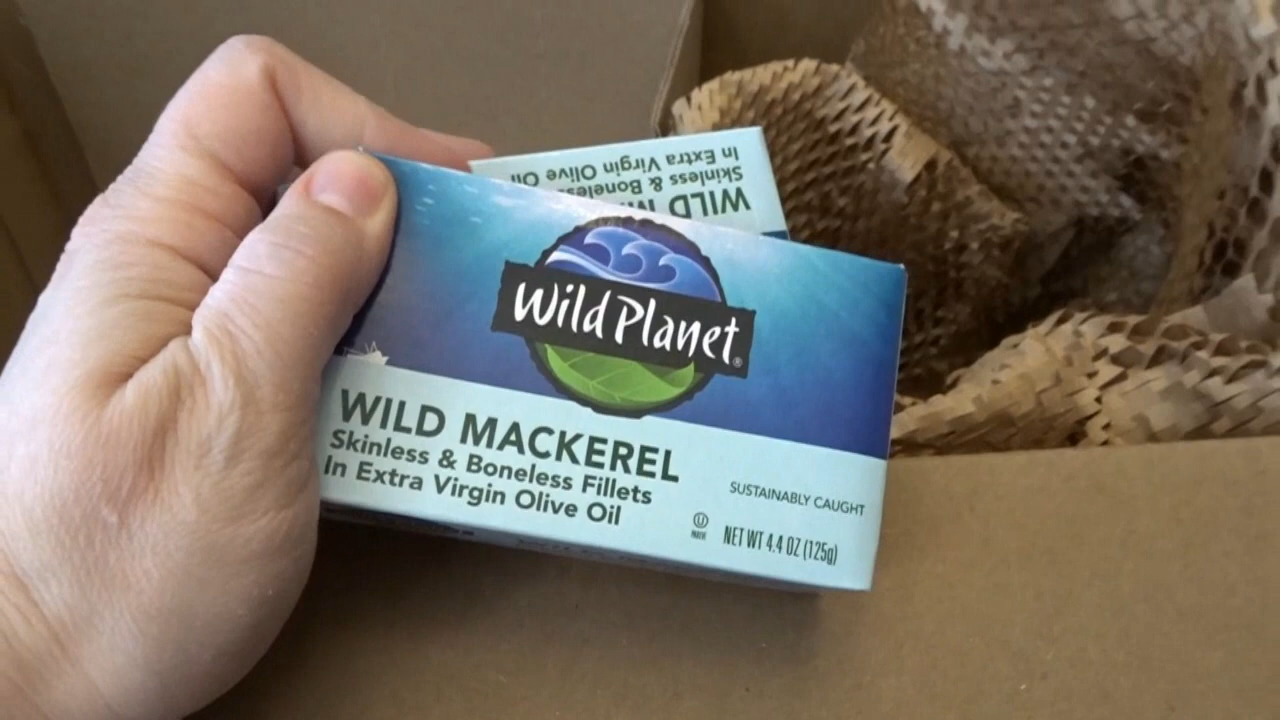 In Extra Virgin Olive Oil
Skinless & Boneless
WILD
Wild Planet®
WILD MACKEREL
Skinless & Boneless Fillets
In Extra Virgin Olive Oil
SUSTAINABLY CAUGHT
U
PAREVE
NET WT 4.4 OZ (125g)